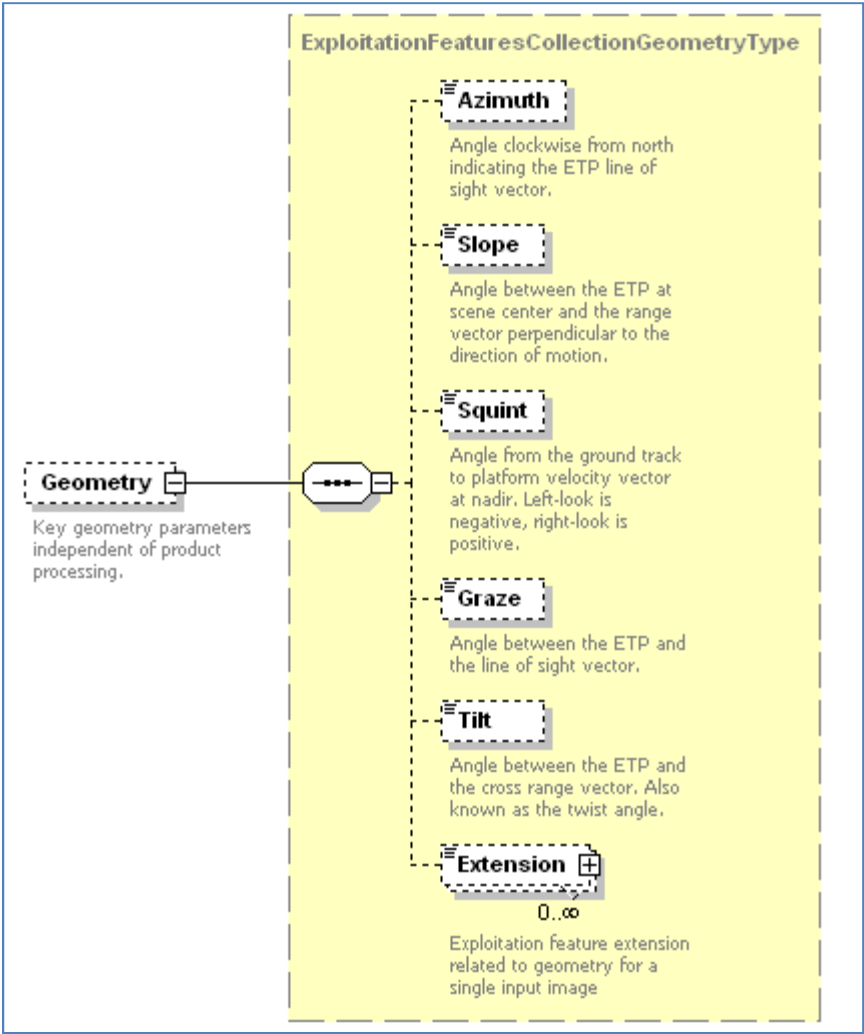 ExploitationFeaturesCollectionGeometryType
Azimuth
Angle clockwise from north
indicating the ETP line of
sight vector.
Slope
Angle between the ETP at
scene center and the range
vector perpendicular to the
direction of motion.
Squint
Angle from the ground track
to platform velocity vector
at nadir. Left-look is
negative, right-look is
positive.
Geometry
Key geometry parameters
independent of product
processing.
Graze
Angle between the ETP and
the line of sight vector.
Tilt
Angle between the ETP and
the cross range vector. Also
known as the twist angle.
Extension
0..∞
Exploitation feature extension
related to geometry for a
single input image